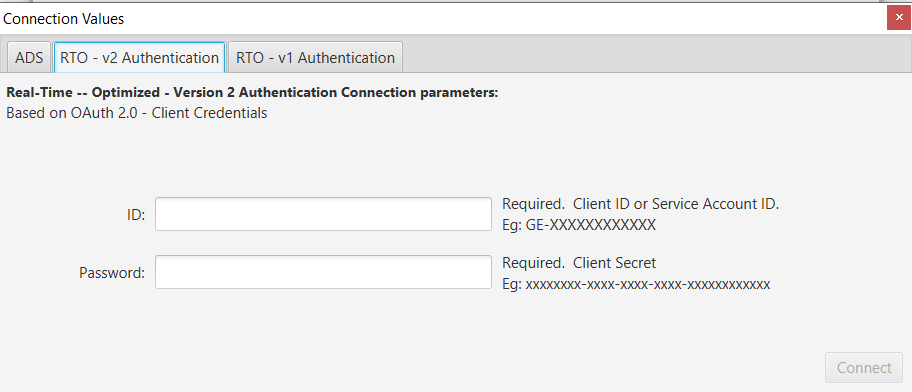 Connection Values
ADS
RTO - v2 Authentication
RTO - v1 Authentication
Real-Time -- Optimized - Version 2 Authentication Connection parameters:
Based on OAuth 2.0 - Client Credentials
ID:
Required.  Client ID or Service Account ID.
Eg: GE-XXXXXXXXXXXX
Password:
Required.  Client Secret
Eg: xxxxxxxx-xxxx-xxxx-xxxx-xxxxxxxxxxxx
Connect